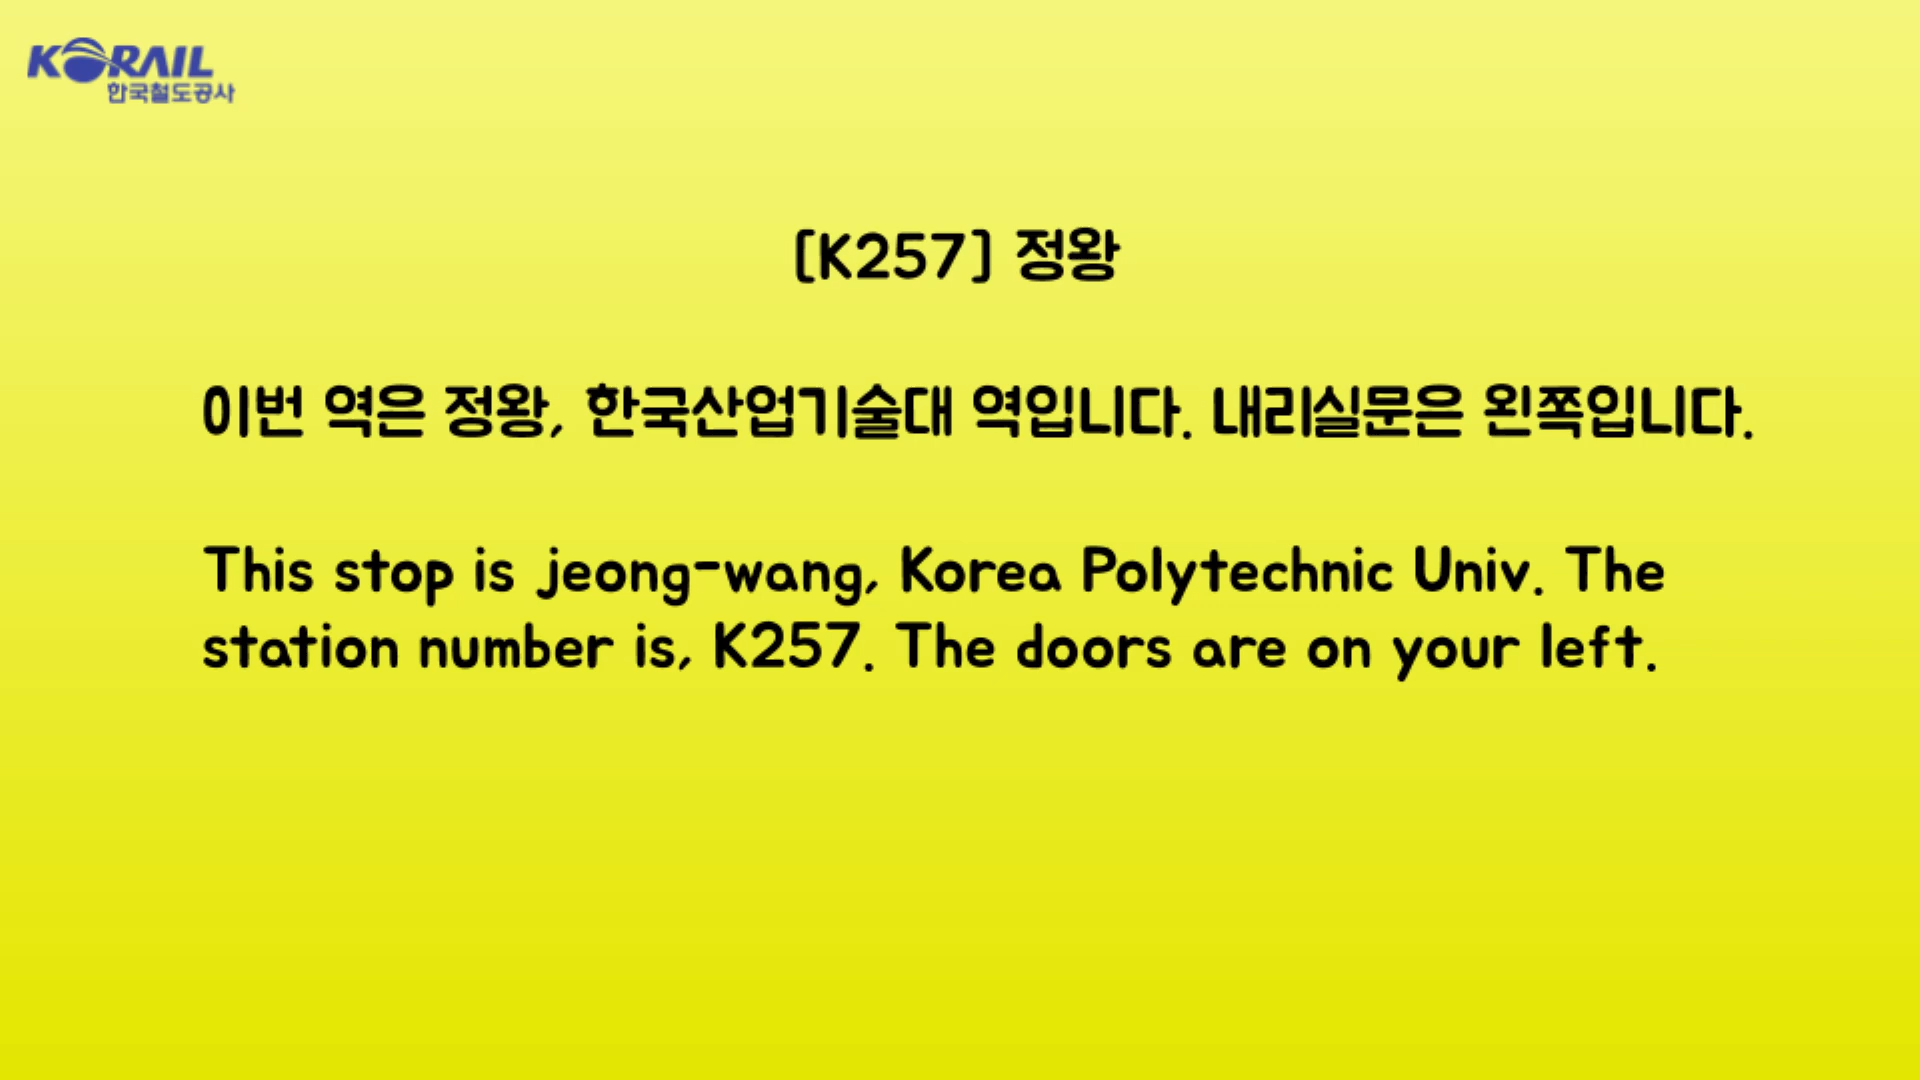 KORAIL
한국철도공사
[K257] 정왕
이번 역은 정왕, 한국산업기술대 역입니다. 내리실문은 왼쪽입니다.
This stop is jeong-wang, Korea Polytechnic Univ. The
station number is, K257. The doors are on your left.